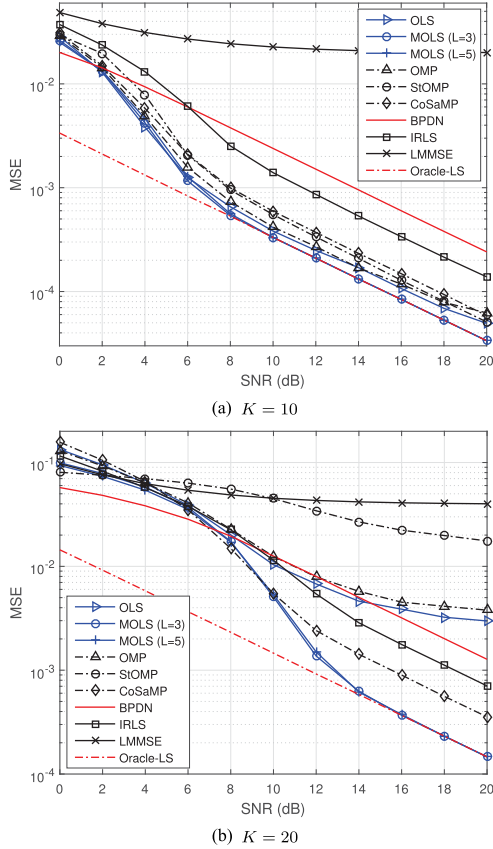 10^-2
10^-3
10^-4
MSE
0 2 4 6 8 10 12 14 16 18 20
SNR (dB)
OLS
MOLS (L=3)
MOLS (L=5)
OMP
StOMP
CoSaMP
BPDN
IRLS
LMMSE
Oracle-LS
(a) K = 10
10^-1
10^-2
10^-3
10^-4
MSE
OLS
MOLS (L=3)
MOLS (L=5)
OMP
StOMP
CoSaMP
BPDN
IRLS
LMMSE
Oracle-LS
0 2 4 6 8 10 12 14 16 18 20
SNR (dB)
(b) K = 20